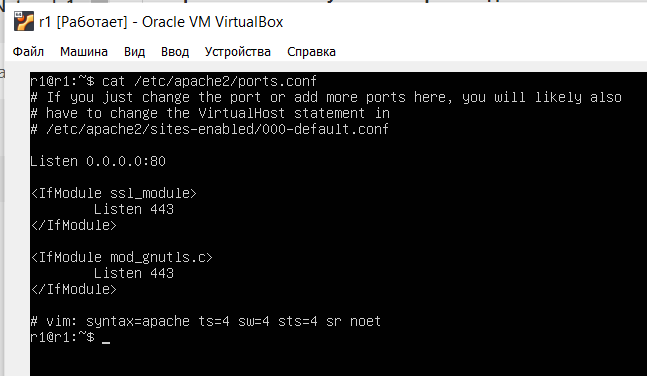 r1 [Работает] - Oracle VM VirtualBox
Файл Машина Вид Ввод Устройства Справка
r1@r1:~$ cat /etc/apache2/ports.conf
# If you just change the port or add more ports here, you will likely also
# have to change the VirtualHost statement in
# /etc/apache2/sites-enabled/000-default.conf
Listen 0.0.0.0:80
<IfModule ssl_module>
Listen 443
</IfModule>
<IfModule mod_gnutls.c>
Listen 443
</IfModule>
# vim: syntax=apache ts=4 sw=4 sts=4 sr noet
r1@r1:~$ _